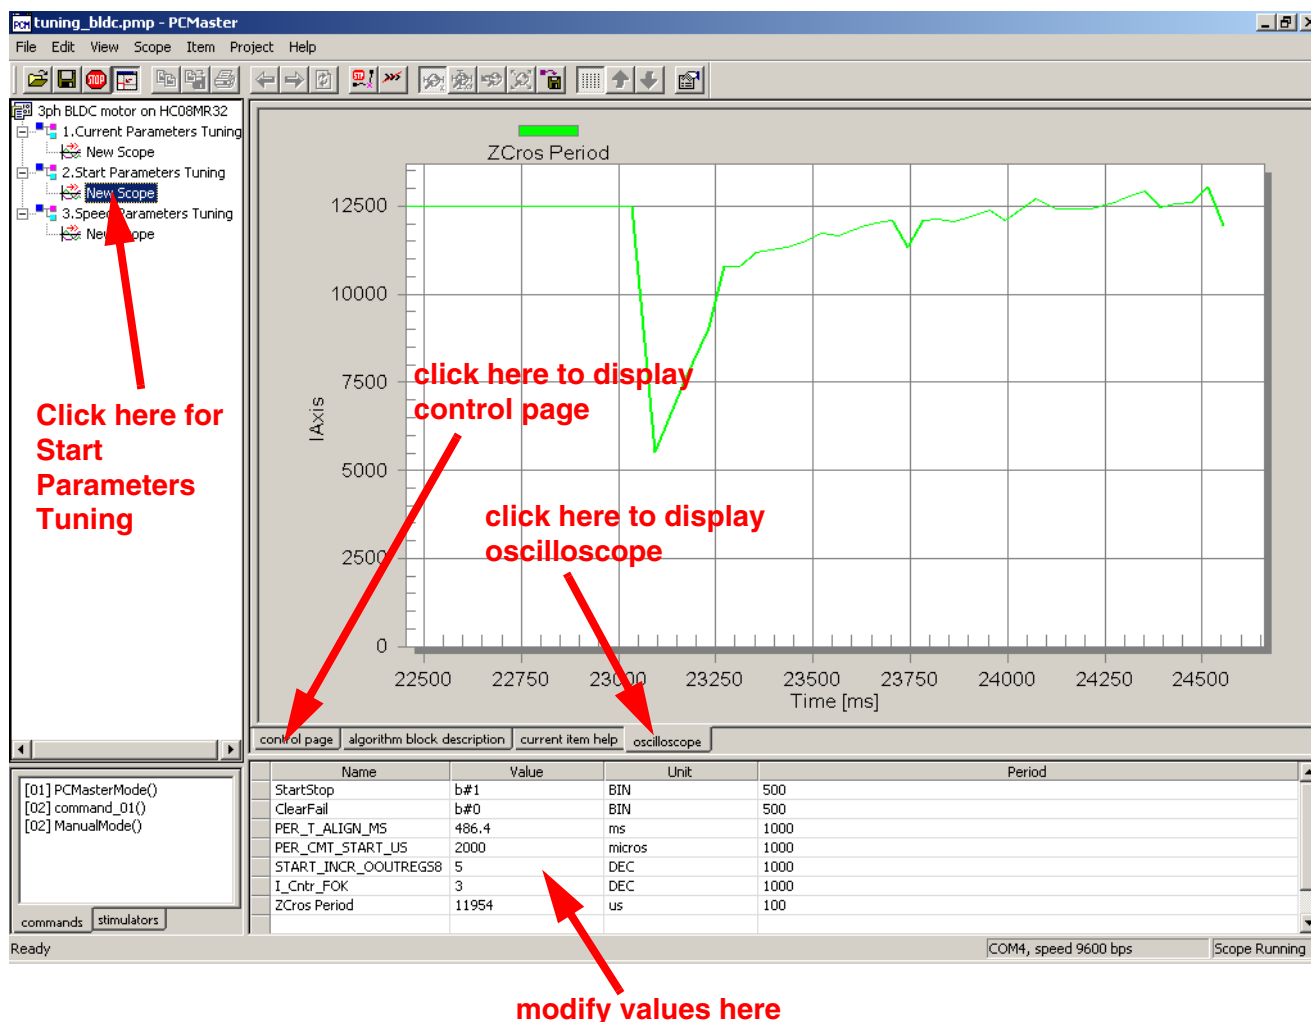 tuning_bldc.pmp - PCMaster
File Edit View Scope Item Project Help
3ph BLDC motor on HC08MR32
1.Current Parameters Tuning
New Scope
2.Start Parameters Tuning
New Scope
3.Speed Parameters Tuning
New Scope
Click here for
Start
Parameters
Tuning
ZCros Period
12500
10000
7500
5000
2500
0
IAxis
22500 22750 23000 23250 23500 23750 24000 24250 24500
Time [ms]
click here to display
control page
click here to display
oscilloscope
control page algorithm block description current item help oscilloscope
[01] PCMasterMode()
[02] command_01()
[02] ManualMode()
commands stimulators
Name Value Unit Period
StartStop b#1 BIN 500
ClearFail b#0 BIN 500
PER_T_ALIGN_MS 486.4 ms 1000
PER_CMT_START_US 2000 micros 1000
START_INCR_OOUTREGS8 5 DEC 1000
I_Cntr_FOK 3 DEC 1000
ZCros Period 11954 us 100
Ready COM4, speed 9600 bps Scope Running
modify values here